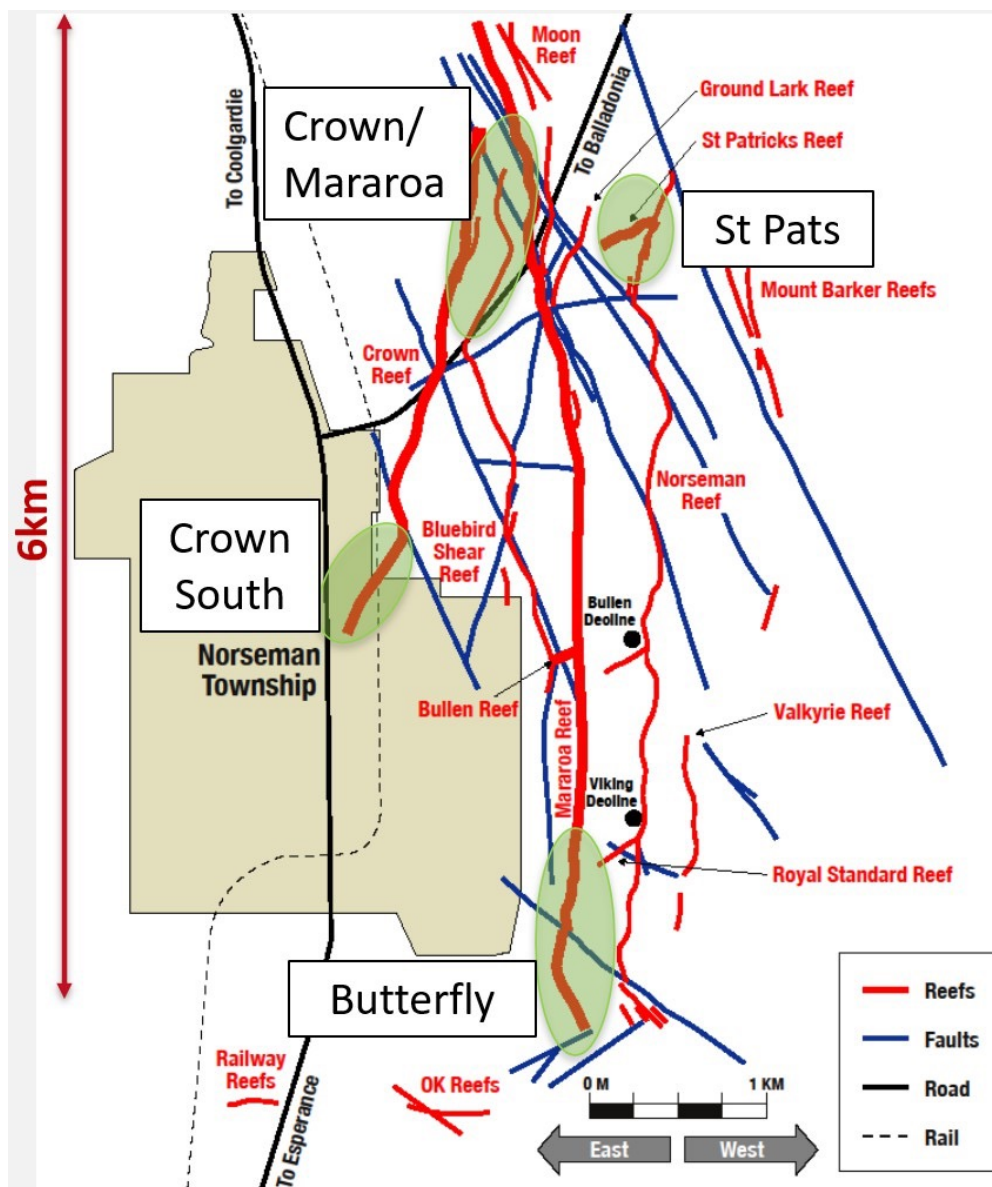 Moon
Reef
To Coolgardie
Crown/
Mararoa
To Balladonia
Ground Lark Reef
St Patricks Reef
St Pats
Mount Barker Reefs
Crown
Reef
6km
Norseman
Reef
Crown
South
Bluebird
Shear
Reef
Bullen
Decline
Norseman
Township
Bullen Reef
Mararoa Reef
Valkyrie Reef
Viking
Decline
Royal Standard Reef
Butterfly
Reefs
Faults
Road
Rail
Railway
Reefs
To Esperance
OK Reefs
0 M
1 KM
East
West